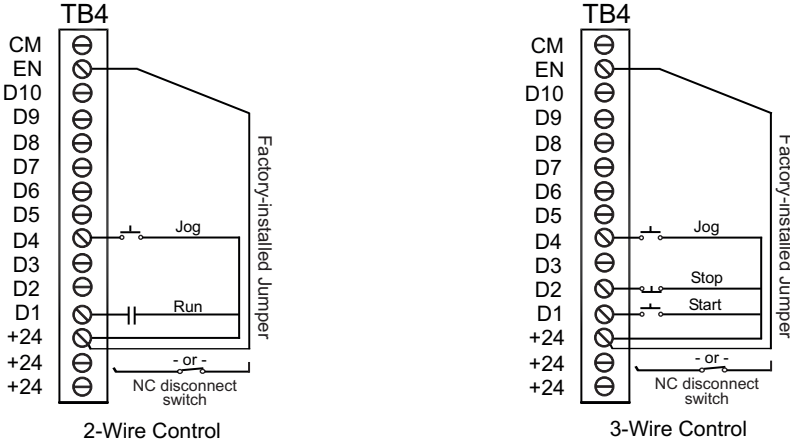 TB4
CM
EN
D10
D9
D8
D7
D6
D5
D4
D3
D2
D1
+24
+24
+24
Jog
Run
Factory-installed Jumper
- or -
NC disconnect
switch
2-Wire Control
TB4
CM
EN
D10
D9
D8
D7
D6
D5
D4
D3
D2
D1
+24
+24
+24
Jog
Stop
Start
Factory-installed Jumper
- or -
NC disconnect
switch
3-Wire Control